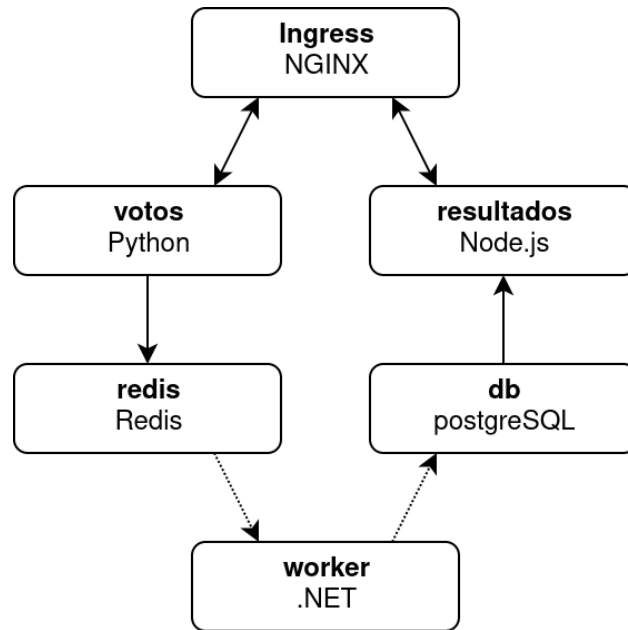 Ingress
NGINX
votos
Python
resultados
Node.js
redis
Redis
db
postgreSQL
worker
.NET